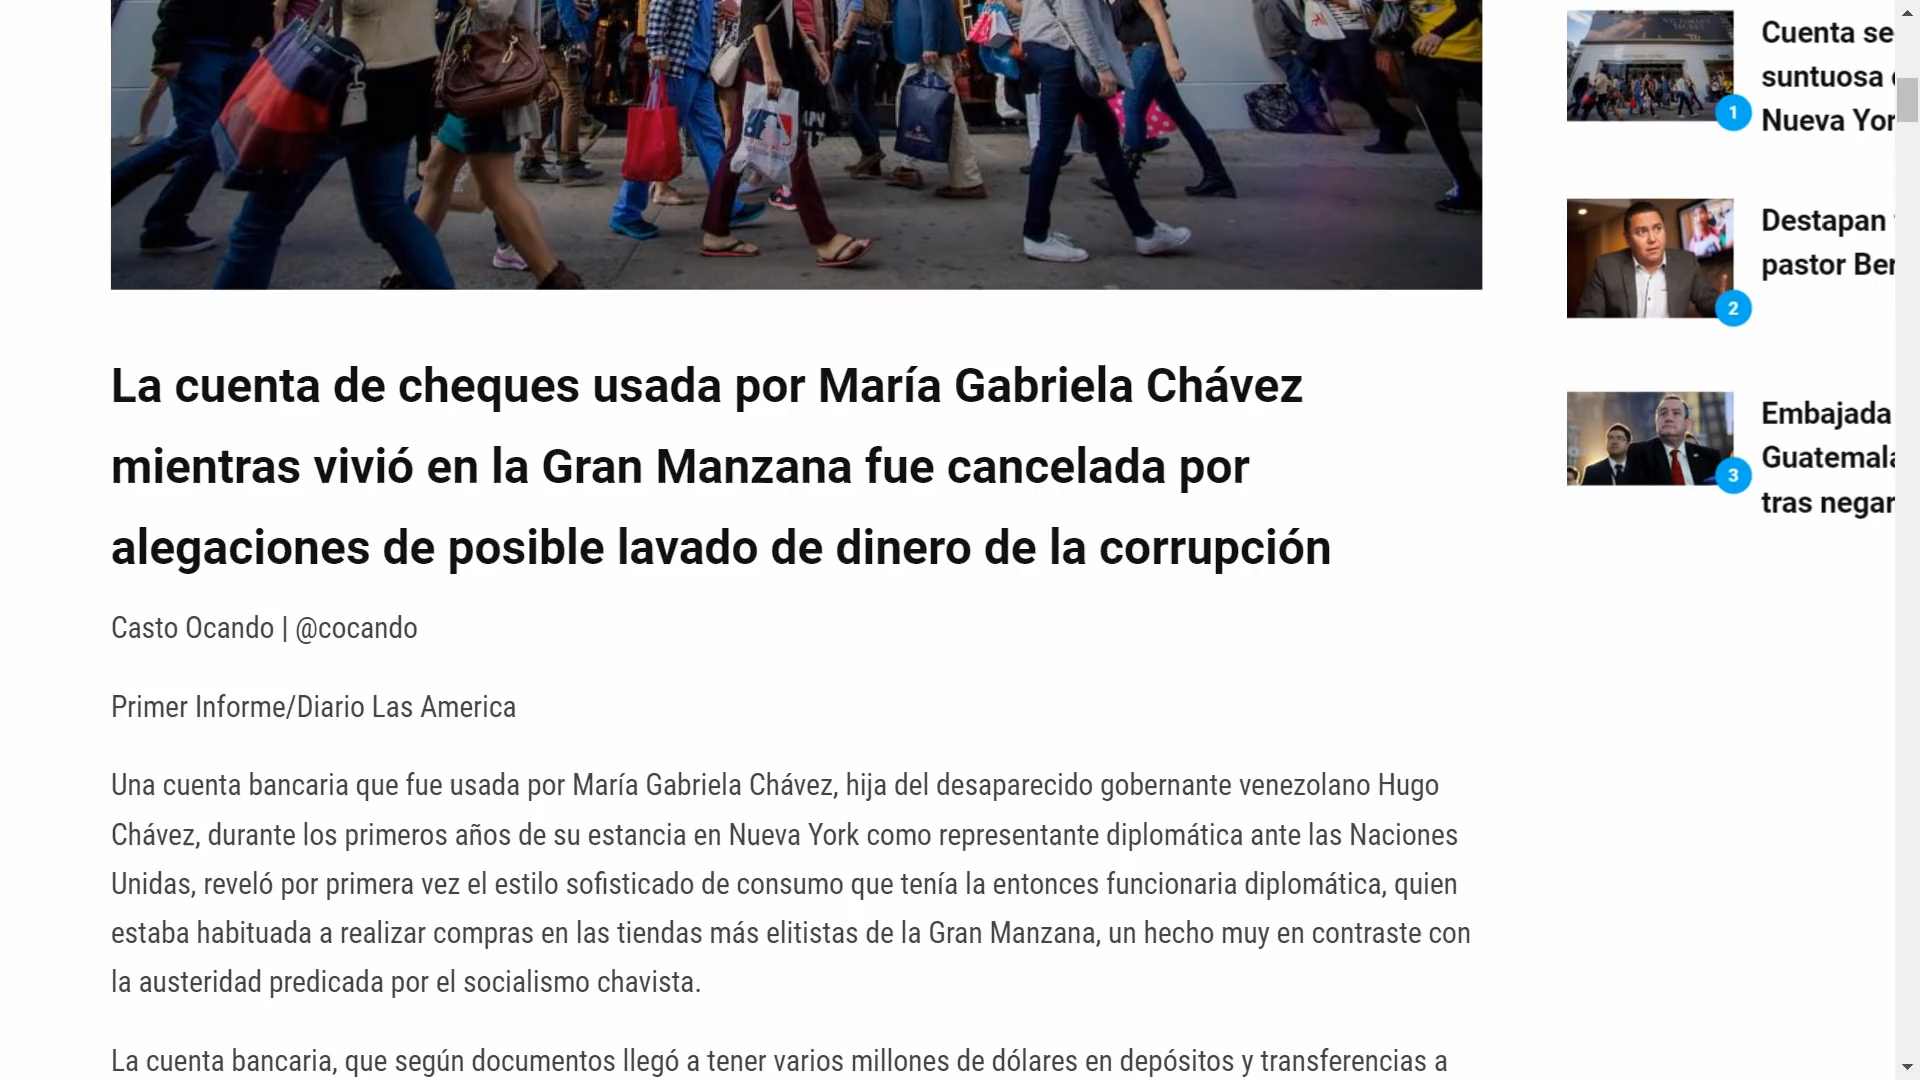 La cuenta de cheques usada por María Gabriela Chávez
mientras vivió en la Gran Manzana fue cancelada por
alegaciones de posible lavado de dinero de la corrupción
Casto Ocando | @cocando
Primer Informe/Diario Las America
Una cuenta bancaria que fue usada por María Gabriela Chávez, hija del desaparecido gobernante venezolano Hugo
Chávez, durante los primeros años de su estancia en Nueva York como representante diplomática ante las Naciones
Unidas, reveló por primera vez el estilo sofisticado de consumo que tenía la entonces funcionaria diplomática, quien
estaba habituada a realizar compras en las tiendas más elitistas de la Gran Manzana, un hecho muy en contraste con
la austeridad predicada por el socialismo chavista.
La cuenta bancaria, que según documentos llegó a tener varios millones de dólares en depósitos y transferencias a
1
Cuenta se
suntuosa
Nueva Yor
2
Destapan
pastor Ber
3
Embajada
Guatemala
tras negar